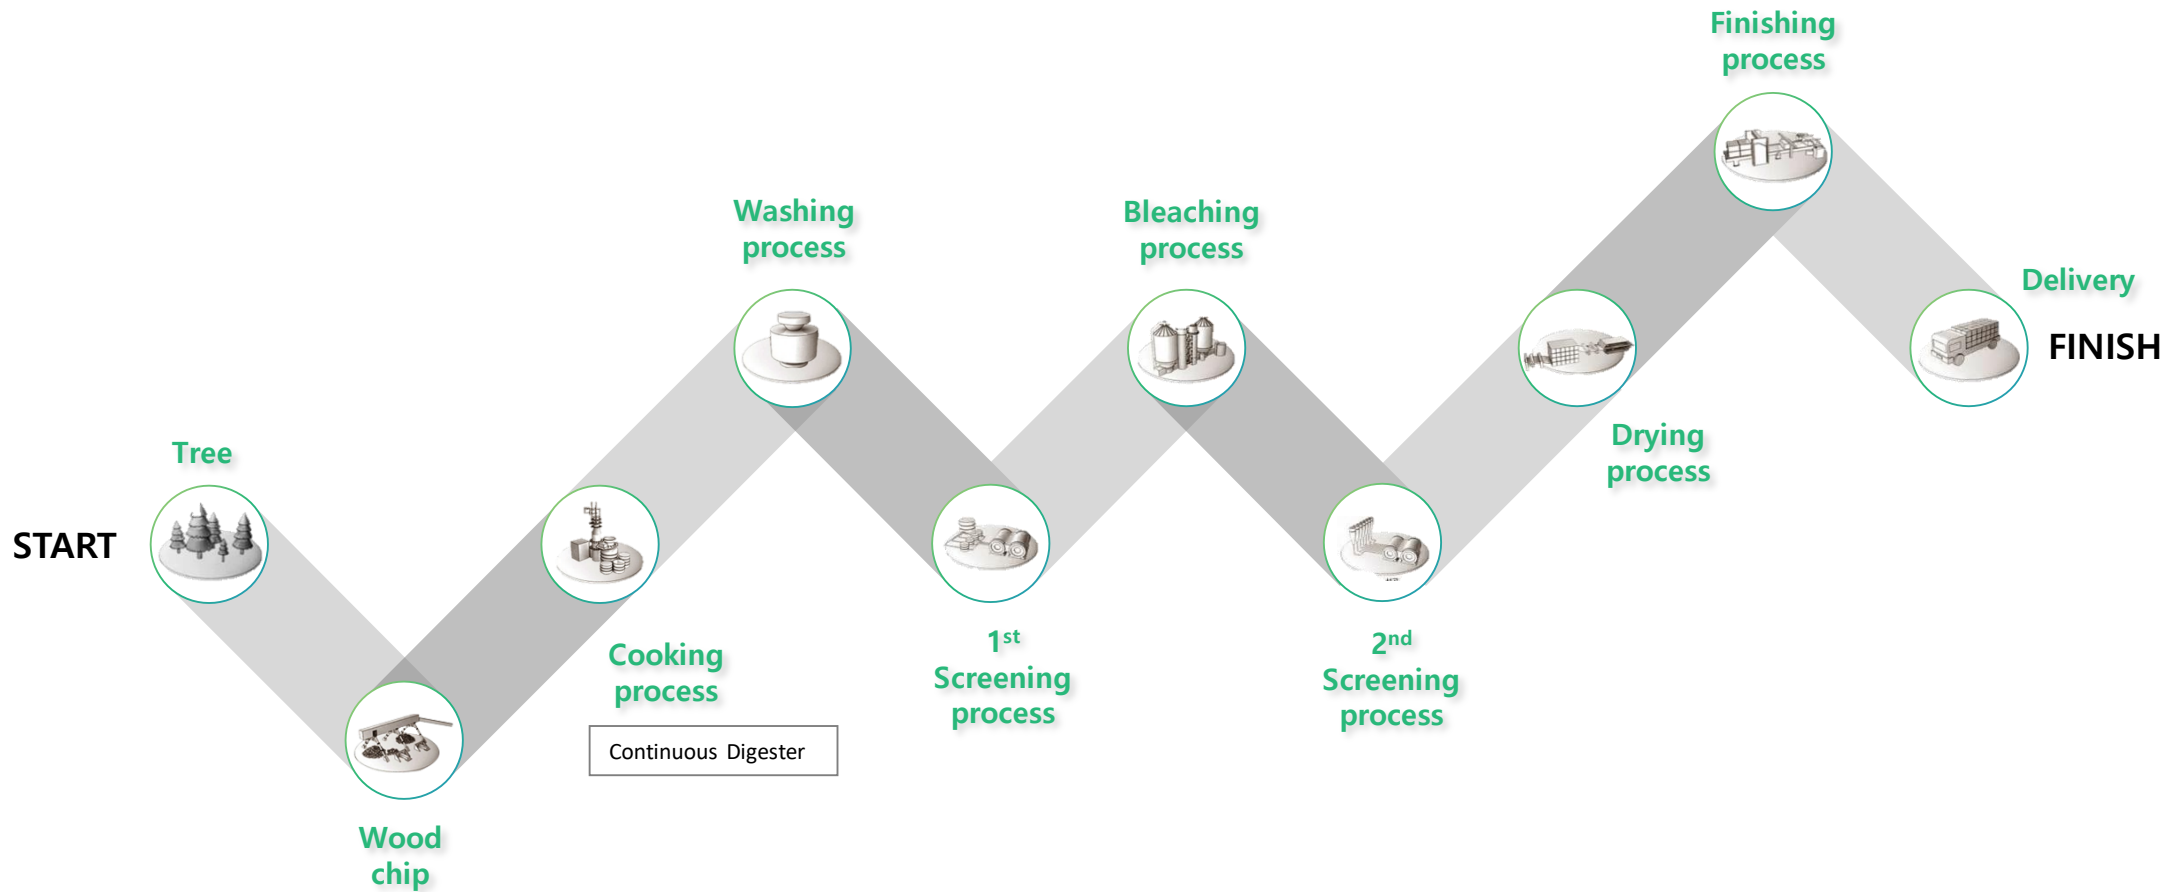 START
Tree
Wood
chip
Cooking
process
Continuous Digester
Washing
process
1st
Screening
process
Bleaching
process
2nd
Screening
process
Drying
process
Finishing
process
Delivery
FINISH